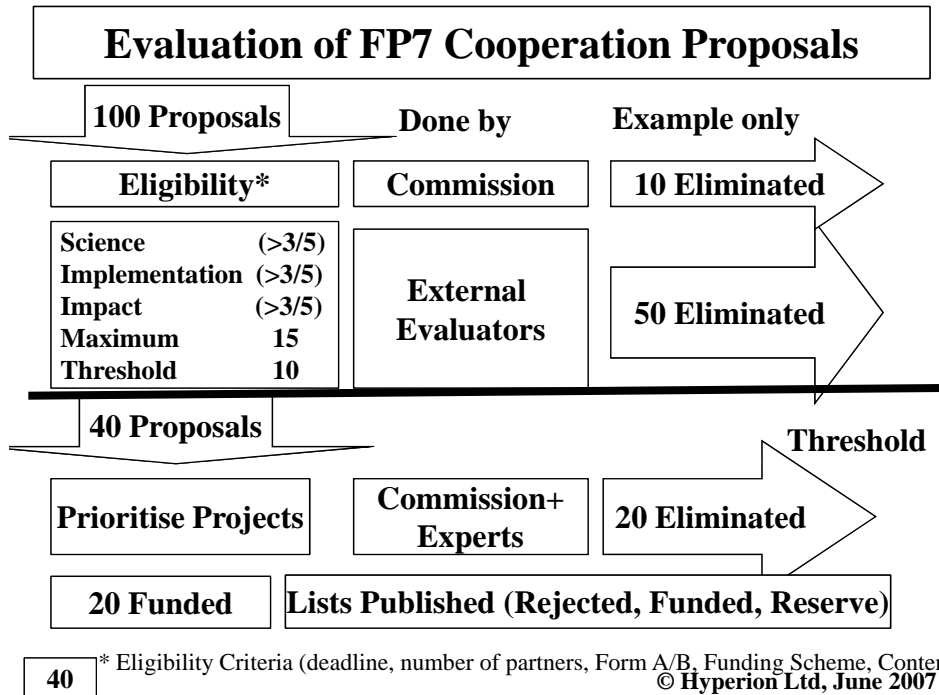 Evaluation of FP7 Cooperation Proposals
100 Proposals
Done by
Example only
Eligibility*
Commission
10 Eliminated
Science (>3/5)
Implementation (>3/5)
Impact (>3/5)
Maximum 15
Threshold 10
External
Evaluators
50 Eliminated
40 Proposals
Threshold
Prioritise Projects
Commission+
Experts
20 Eliminated
20 Funded
Lists Published (Rejected, Funded, Reserve)
* Eligibility Criteria (deadline, number of partners, Form A/B, Funding Scheme,
40
© Hyperion Ltd, June 2007